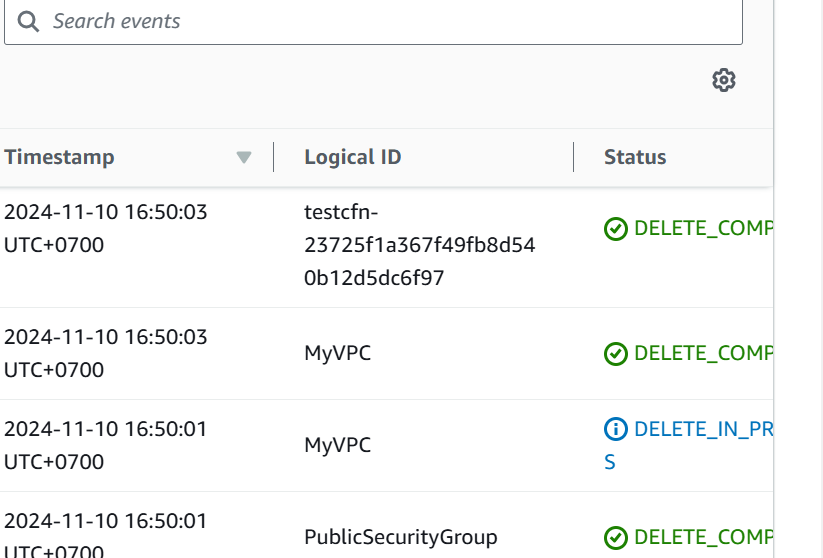 Search events
Timestamp Logical ID Status
2024-11-10 16:50:03
UTC+0700
testcfn-
23725f1a367f49fb8d54
0b12d5dc6f97
DELETE_COMP
2024-11-10 16:50:03
UTC+0700
MyVPC
DELETE_COMP
2024-11-10 16:50:01
UTC+0700
MyVPC
DELETE_IN_PR
S
2024-11-10 16:50:01
UTC+0700
PublicSecurityGroup
DELETE_COMP